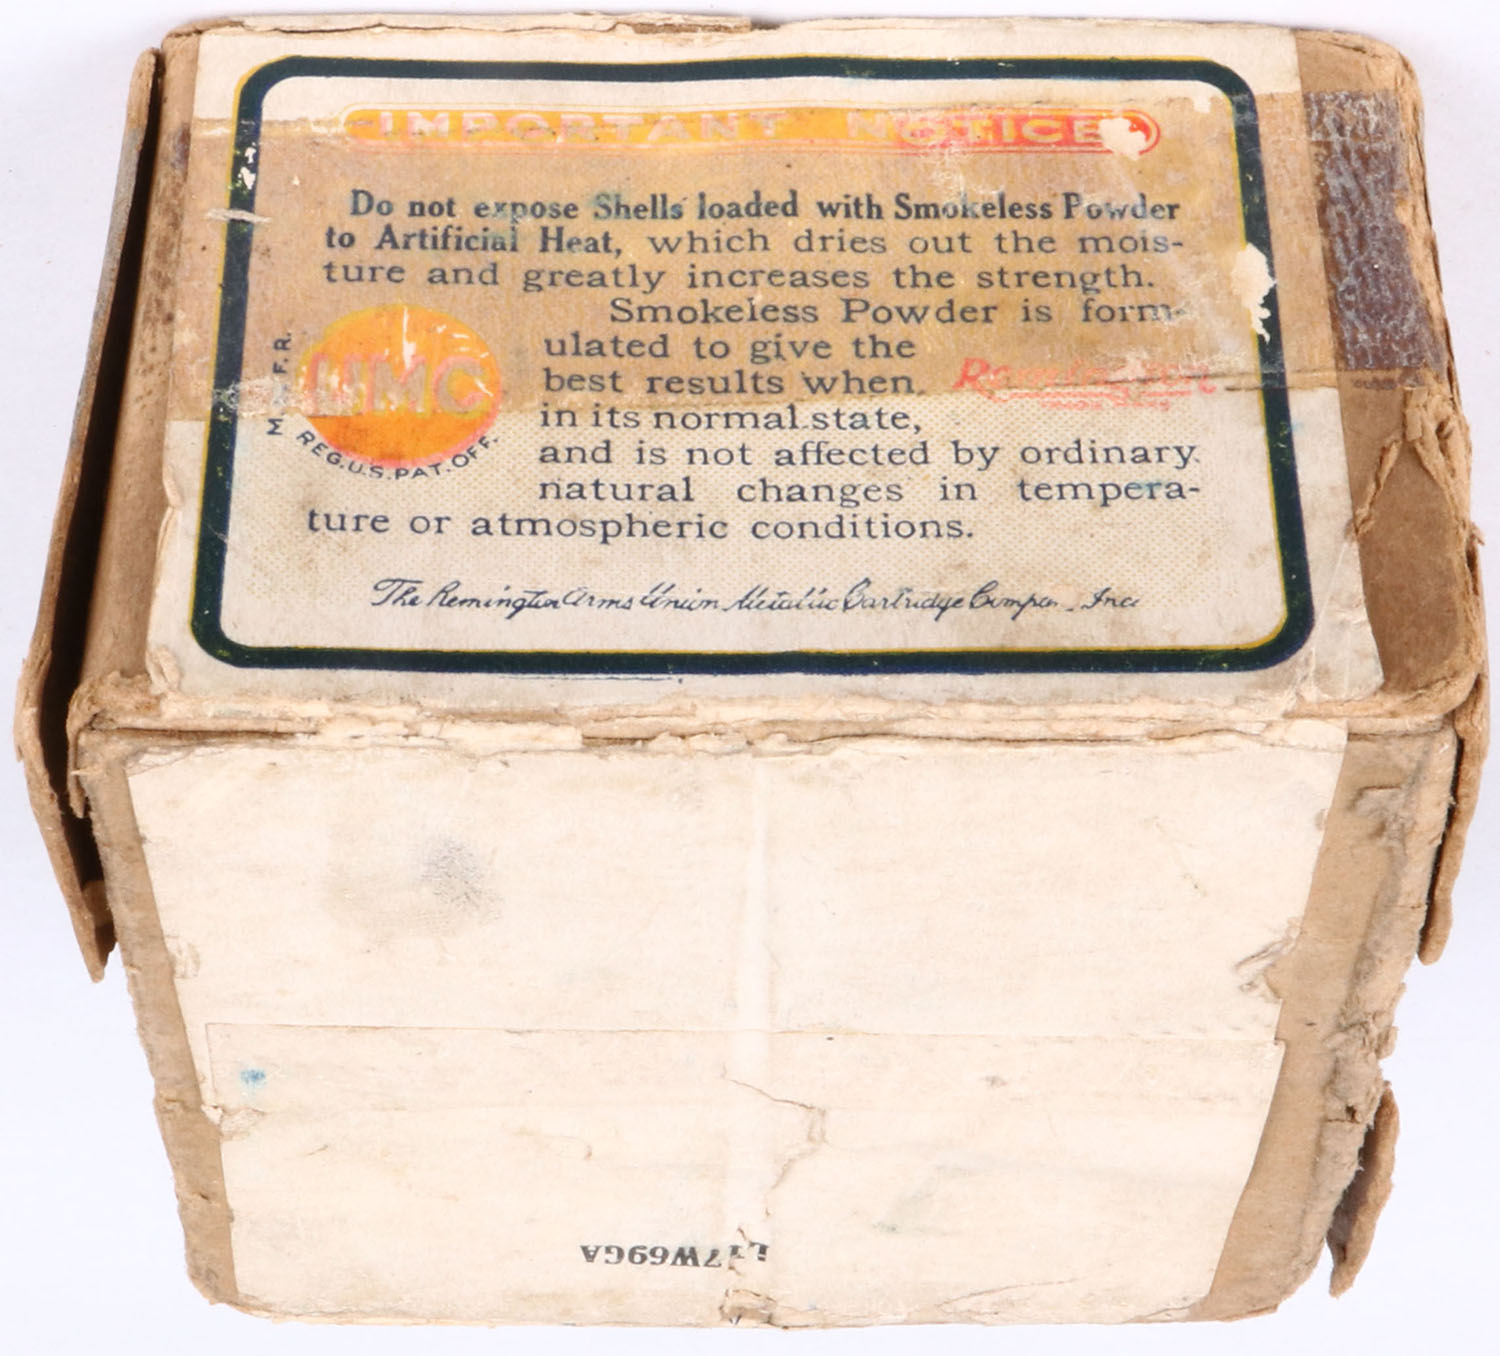 IMPORTANT NOTICE
Do not expose Shells loaded with Smokeless Powder
to Artificial Heat, which dries out the mois-
ture and greatly increases the strength.
Smokeless Powder is form-
ulated to give the
best results when
in its normal state,
and is not affected by ordinary
natural changes in tempera-
ture or atmospheric conditions.
M.F.R.
UMC
REG.U.S.PAT.OFF.
Remington
The Remington Arms Union Metallic Cartridge Company, Inc.
17W69GA